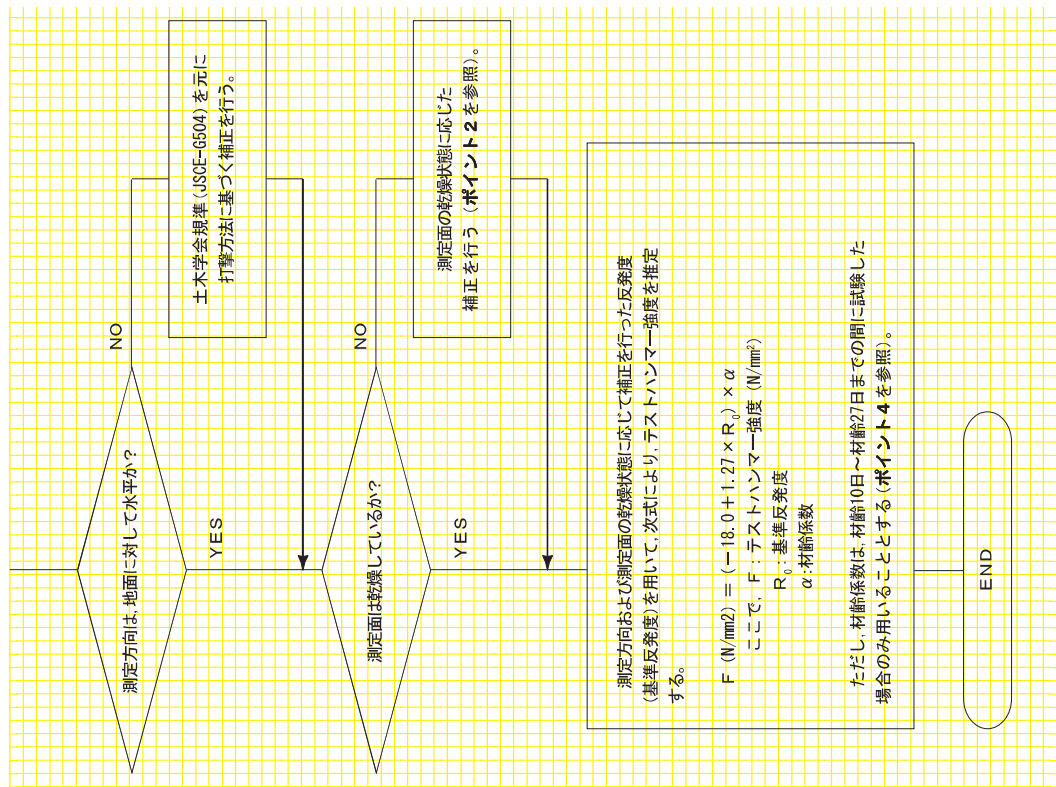 測定方向は,地面に対して水平か？
NO
土木学会規準(JSCE-G504)を元に
打撃方法に基づく補正を行う。
YES
測定面は乾燥しているか？
NO
測定面の乾燥状態に応じた
補正を行う（ポイント2を参照）。
YES
測定方向および測定面の乾燥状態に応じて補正を行った反発度
(基準反発度)を用いて,次式により,テストハンマー強度を推定
する。
F (N/mm2) ＝ (－18.0＋1.27×R₀) × α
ここで, F：テストハンマー強度 (N/mm²)
R₀：基準反発度
α:材齢係数
ただし,材齢係数は,材齢10日～材齢27日までの間に試験した
場合のみ用いることとする(ポイント4を参照)。
END